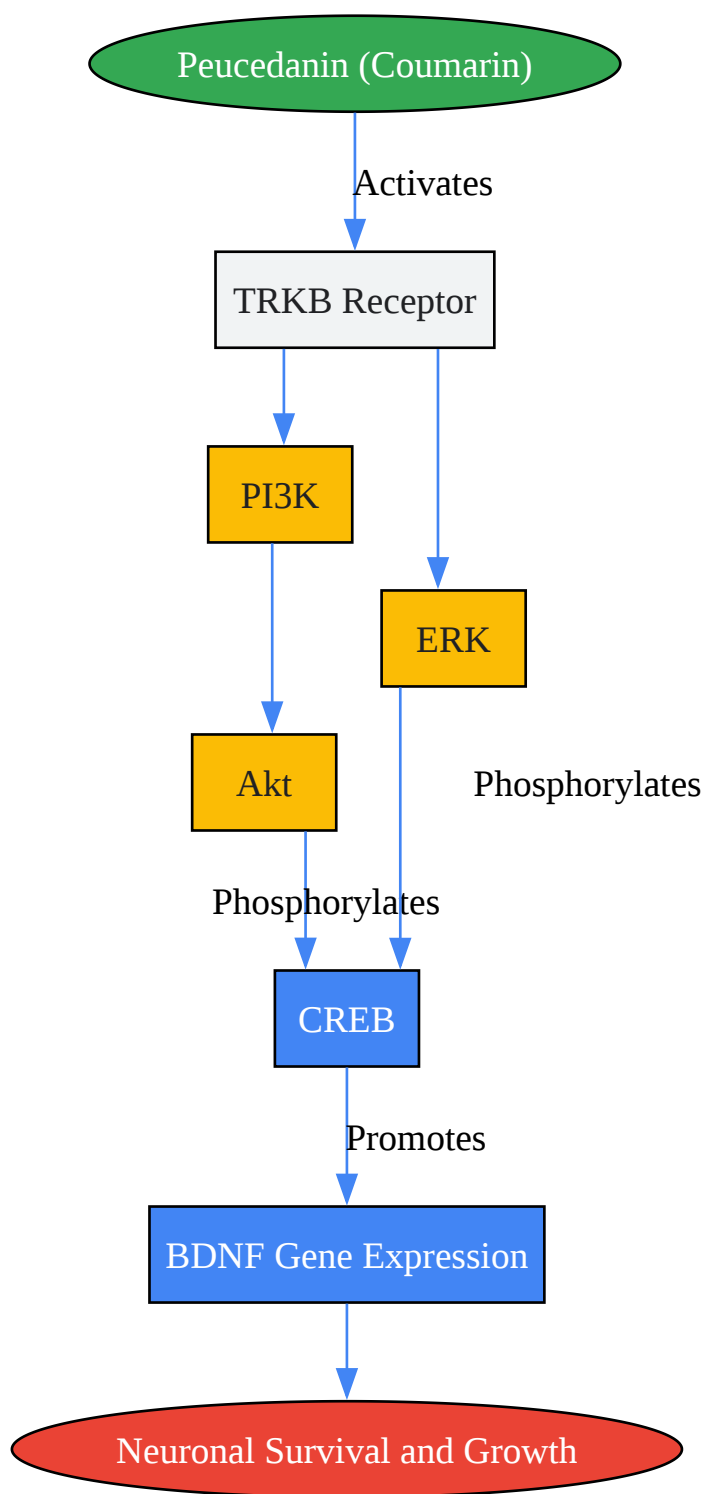 Peucedanin (Coumarin)
Activates
TRKB Receptor
PI3K
ERK
Akt
Phosphorylates
Phosphorylates
CREB
Promotes
BDNF Gene Expression
Neuronal Survival and Growth